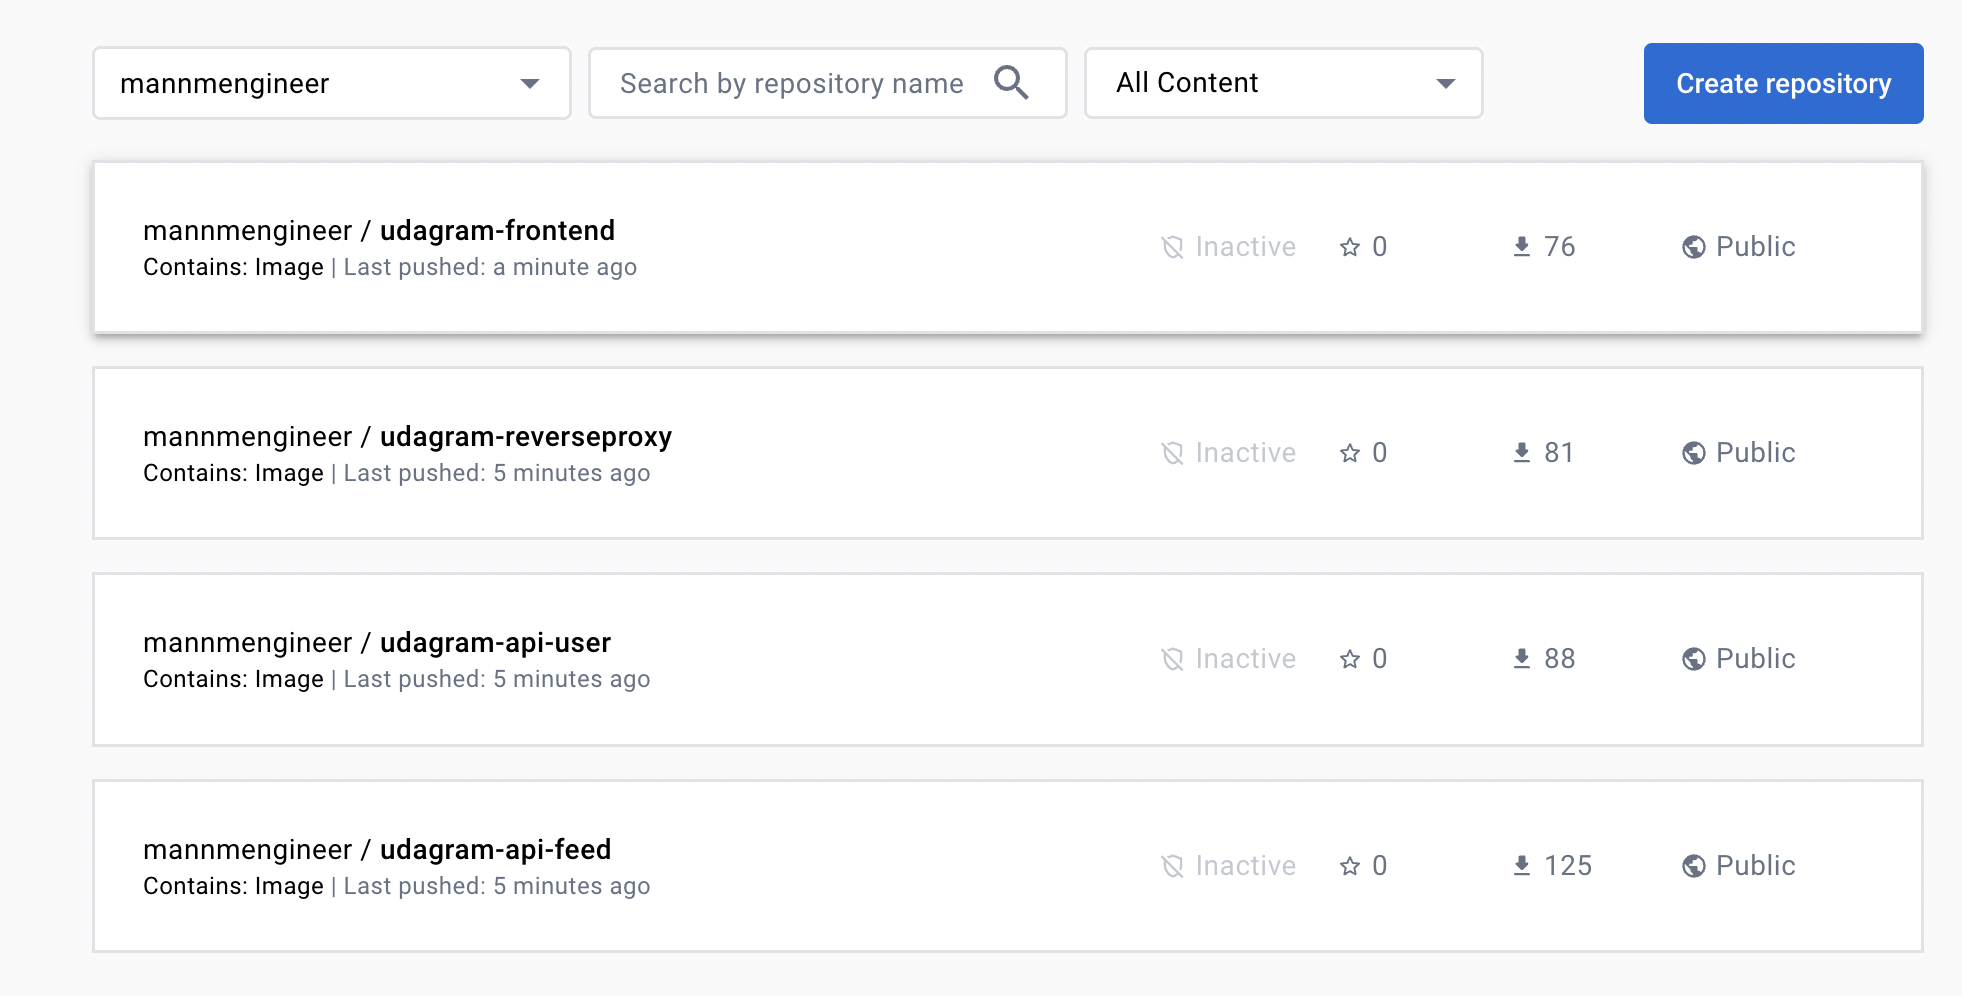 mannmengineer Search by repository name All Content Create repository
mannmengineer / udagram-frontend
Contains: Image | Last pushed: a minute ago
Inactive 0 76 Public
mannmengineer / udagram-reverseproxy
Contains: Image | Last pushed: 5 minutes ago
Inactive 0 81 Public
mannmengineer / udagram-api-user
Contains: Image | Last pushed: 5 minutes ago
Inactive 0 88 Public
mannmengineer / udagram-api-feed
Contains: Image | Last pushed: 5 minutes ago
Inactive 0 125 Public